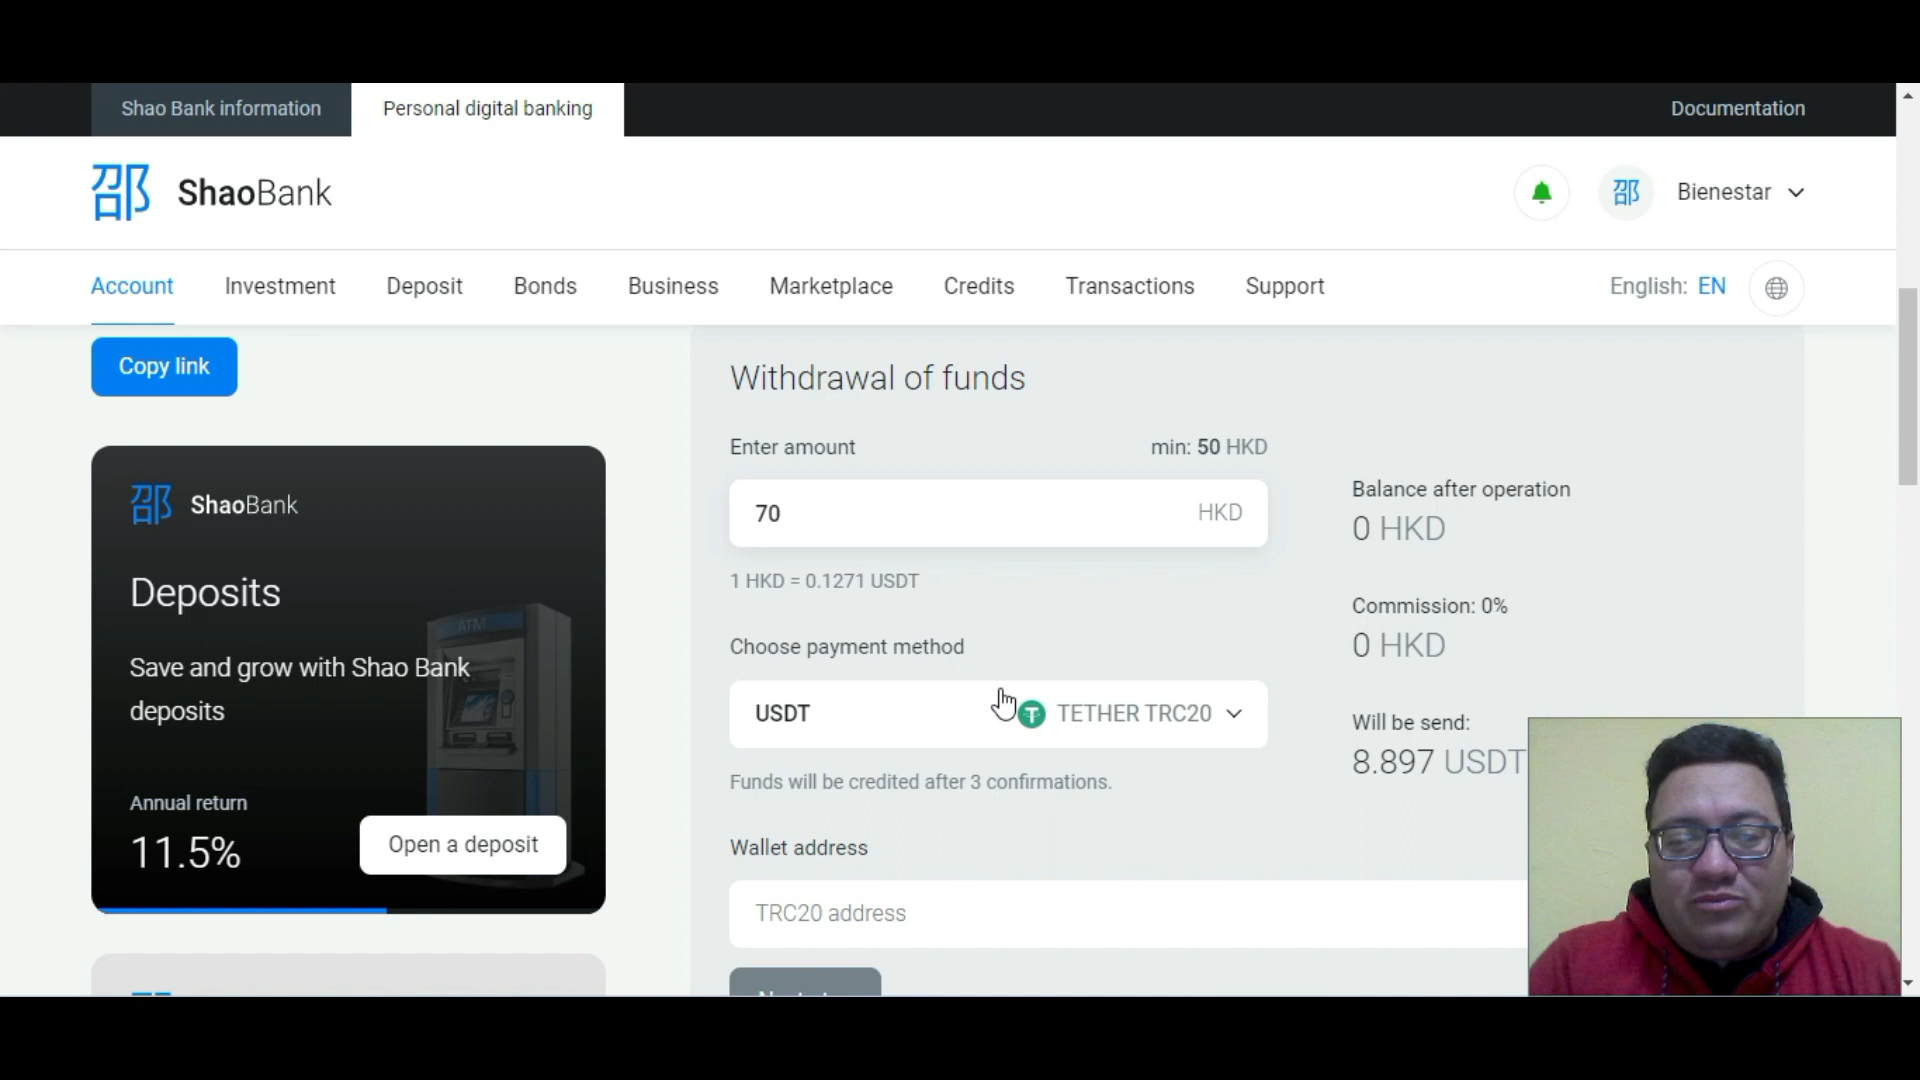 Shao Bank information
Personal digital banking
Documentation
邵 ShaoBank
邵 Bienestar
Account Investment Deposit Bonds Business Marketplace Credits Transactions Support English: EN
Copy link
Withdrawal of funds
Enter amount min: 50 HKD
70 HKD
1 HKD = 0.1271 USDT
Choose payment method
USDT TETHER TRC20
Funds will be credited after 3 confirmations.
Wallet address
TRC20 address
Balance after operation
0 HKD
Commission: 0%
0 HKD
Will be send:
8.897 USDT
邵 ShaoBank
Deposits
Save and grow with Shao Bank
deposits
ATM
Annual return
11.5%
Open a deposit